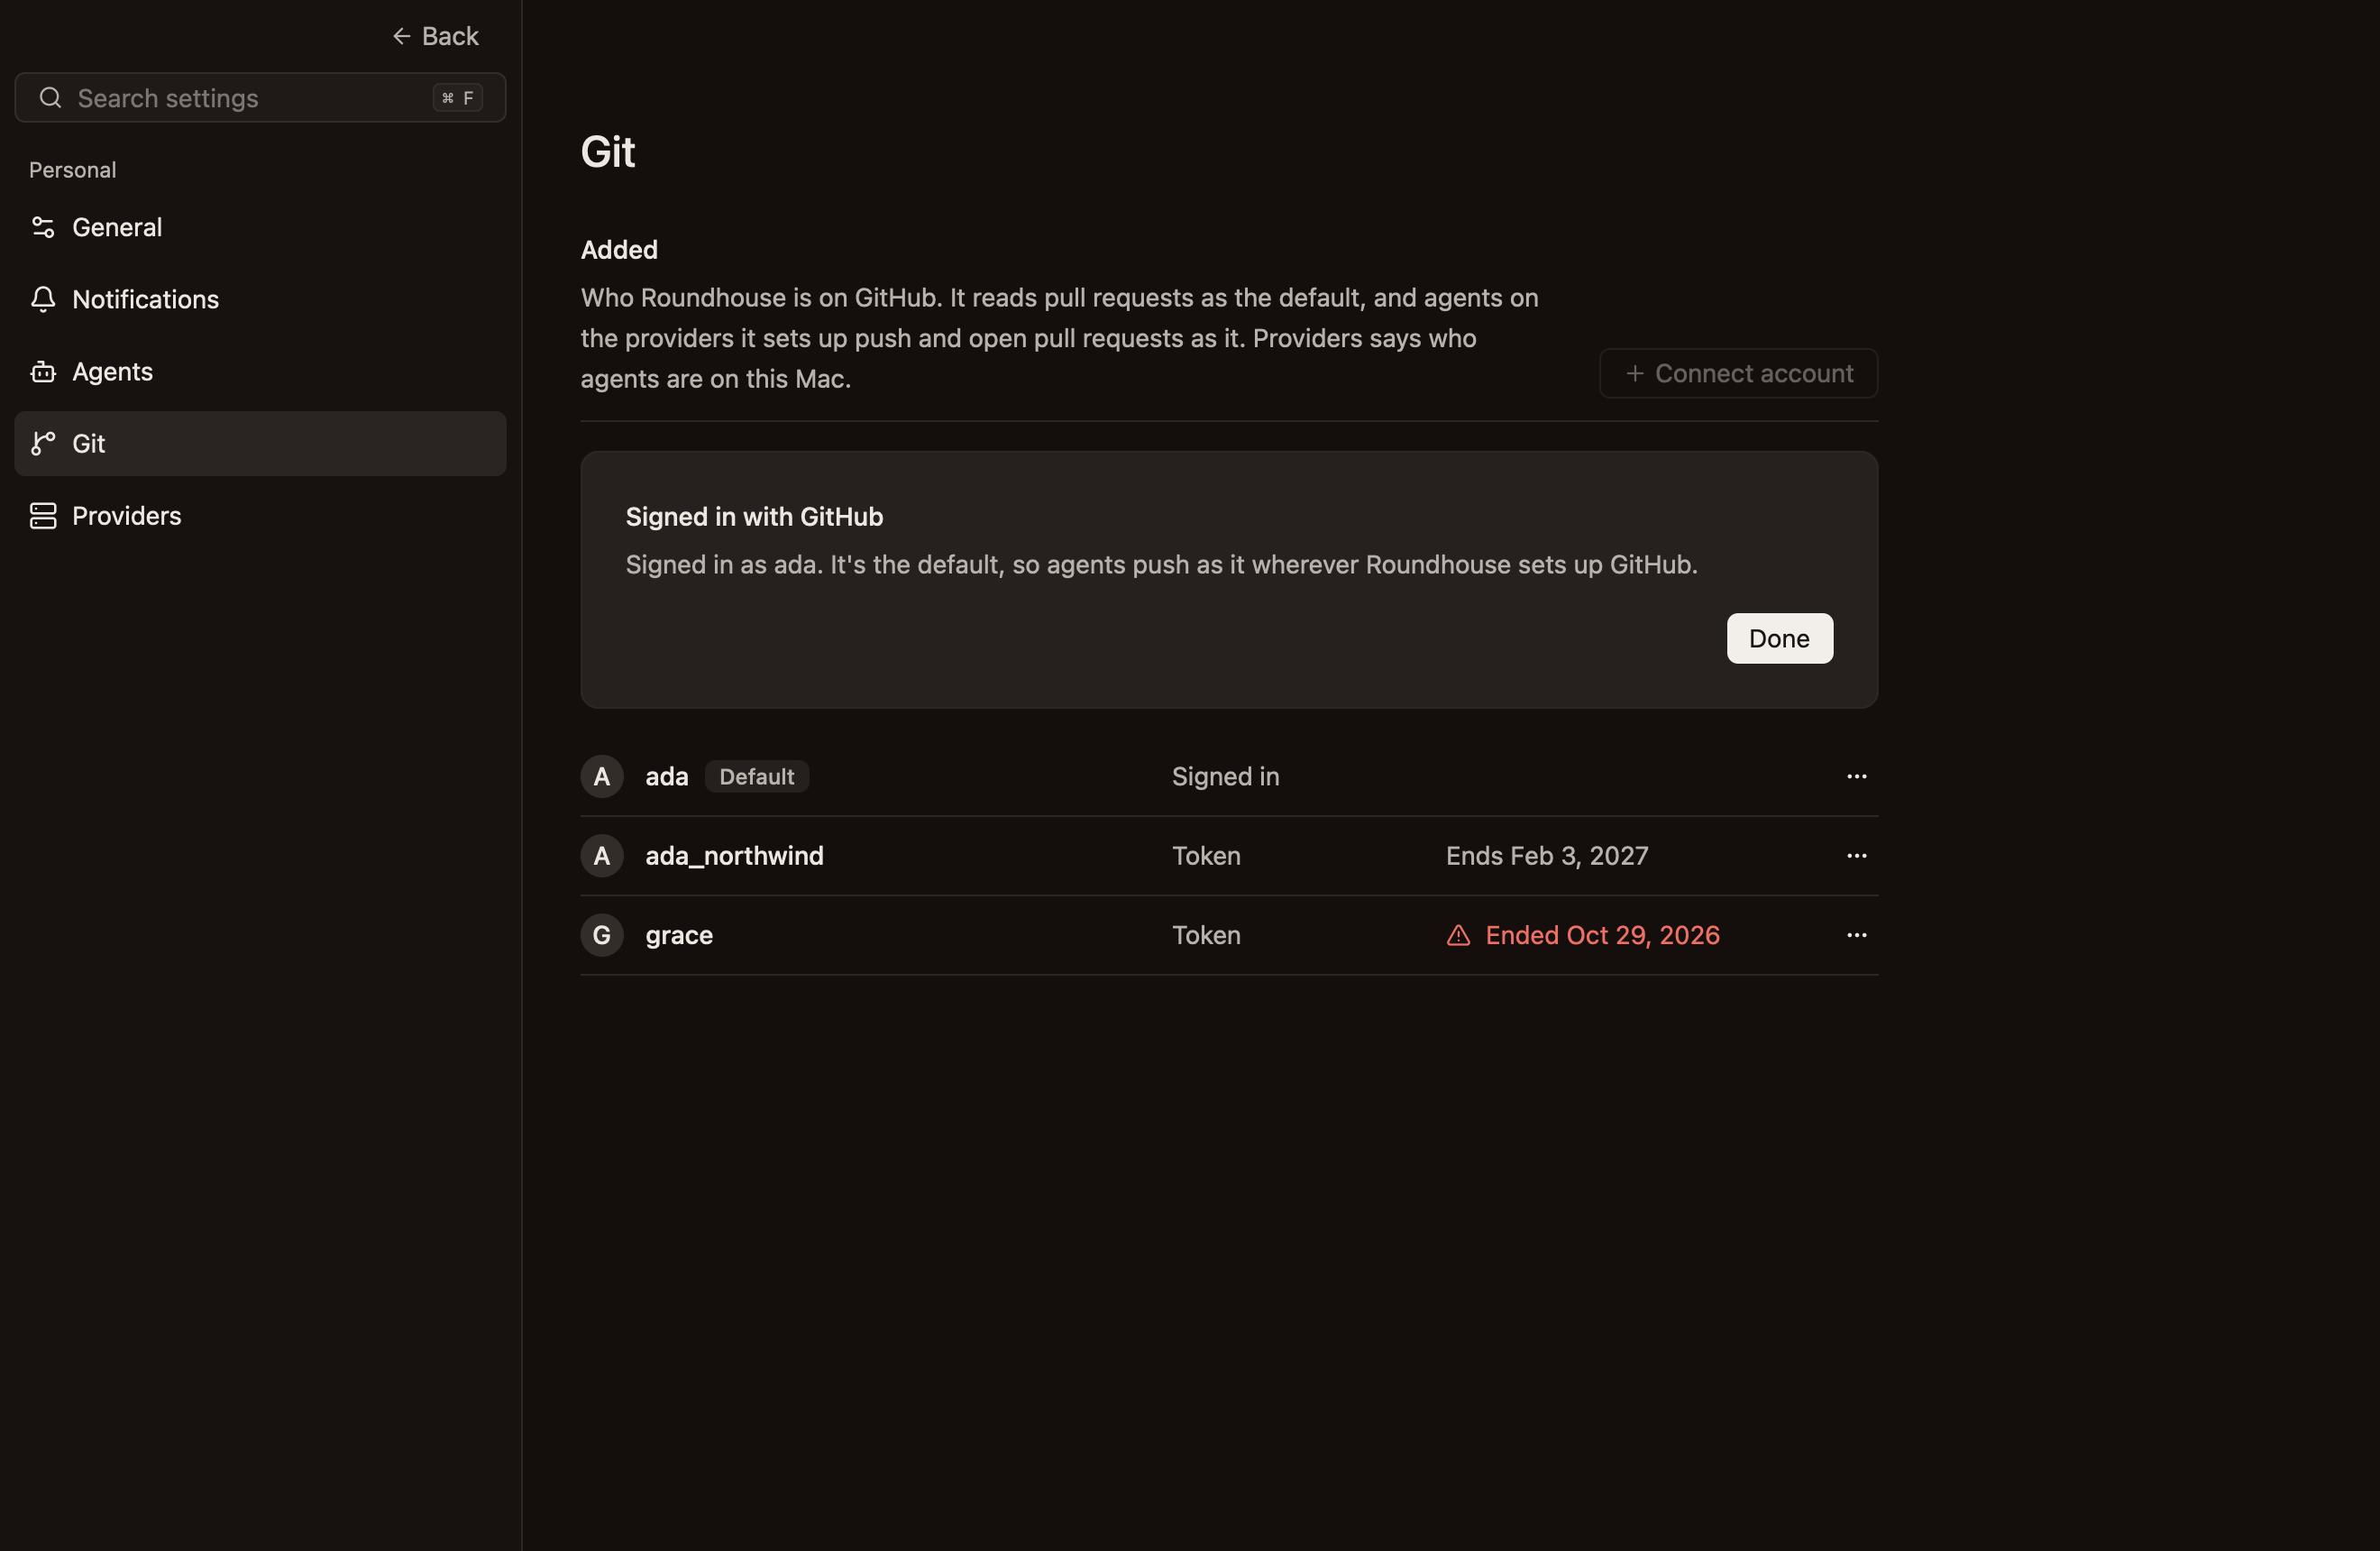 Back
Search settings
⌘ F
Personal
General
Notifications
Agents
Git
Providers
Git
Added
Who Roundhouse is on GitHub. It reads pull requests as the default, and agents on
the providers it sets up push and open pull requests as it. Providers says who
agents are on this Mac.
+ Connect account
Signed in with GitHub
Signed in as ada. It's the default, so agents push as it wherever Roundhouse sets up GitHub.
Done
A ada Default Signed in
A ada_northwind Token Ends Feb 3, 2027
G grace Token Ended Oct 29, 2026